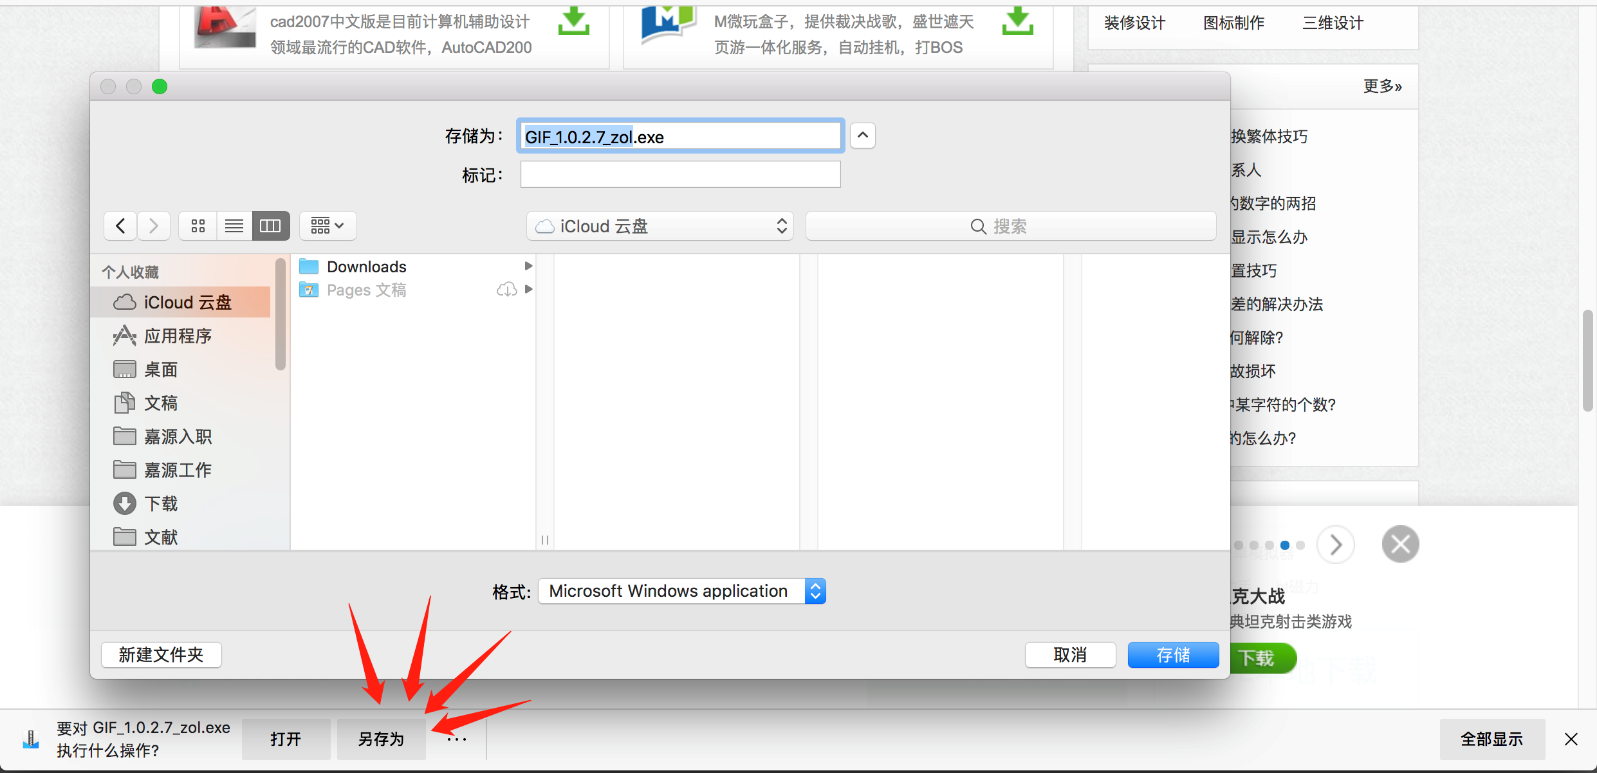 cad2007中文版是目前计算机辅助设计
领域最流行的CAD软件，AutoCAD200
M微玩盒子，提供裁决战歌，盛世遮天
页游一体化服务，自动挂机，打BOS
装修设计
图标制作
三维设计
更多»
存储为：
GIF_1.0.2.7_zol.exe
标记：
iCloud 云盘
搜索
个人收藏
iCloud 云盘
应用程序
桌面
文稿
嘉源入职
嘉源工作
下载
文献
Downloads
Pages 文稿
换繁体技巧
系人
的数字的两招
显示怎么办
置技巧
差的解决办法
何解除?
故损坏
中某字符的个数?
的怎么办?
格式：
Microsoft Windows application
新建文件夹
取消
存储
克大战
典坦克射击类游戏
下载
要对 GIF_1.0.2.7_zol.exe
执行什么操作?
打开
另存为
...
全部显示